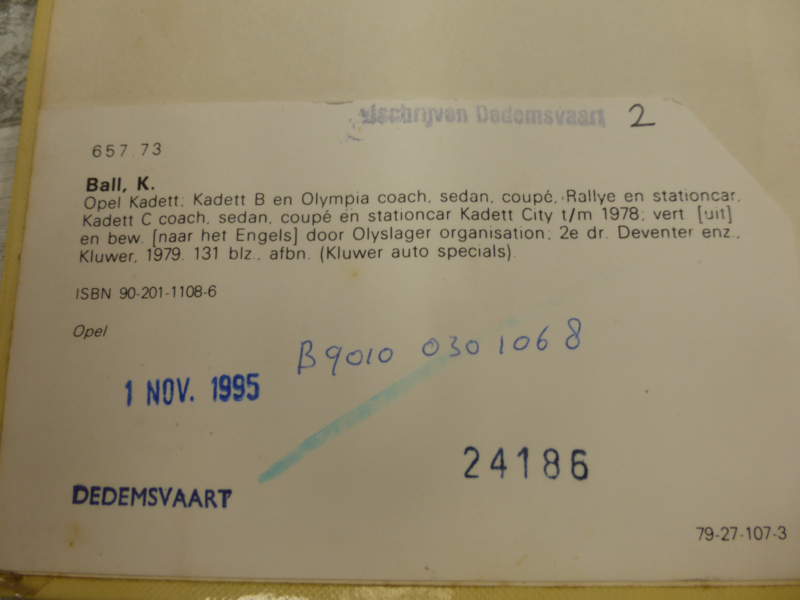 afschrijven Dedemsvaart 2
657.73
Ball, K.
Opel Kadett; Kadett B en Olympia coach, sedan, coupé, Rallye en stationcar,
Kadett C coach, sedan, coupé en stationcar Kadett City t/m 1978; vert. [uit]
en bew. [naar het Engels] door Olyslager organisation; 2e dr. Deventer enz.,
Kluwer, 1979. 131 blz., afbn. (Kluwer auto specials).
ISBN 90-201-1108-6
Opel
B9010 030 1068
1 NOV. 1995
24186
DEDEMSVAART
79-27-107-3